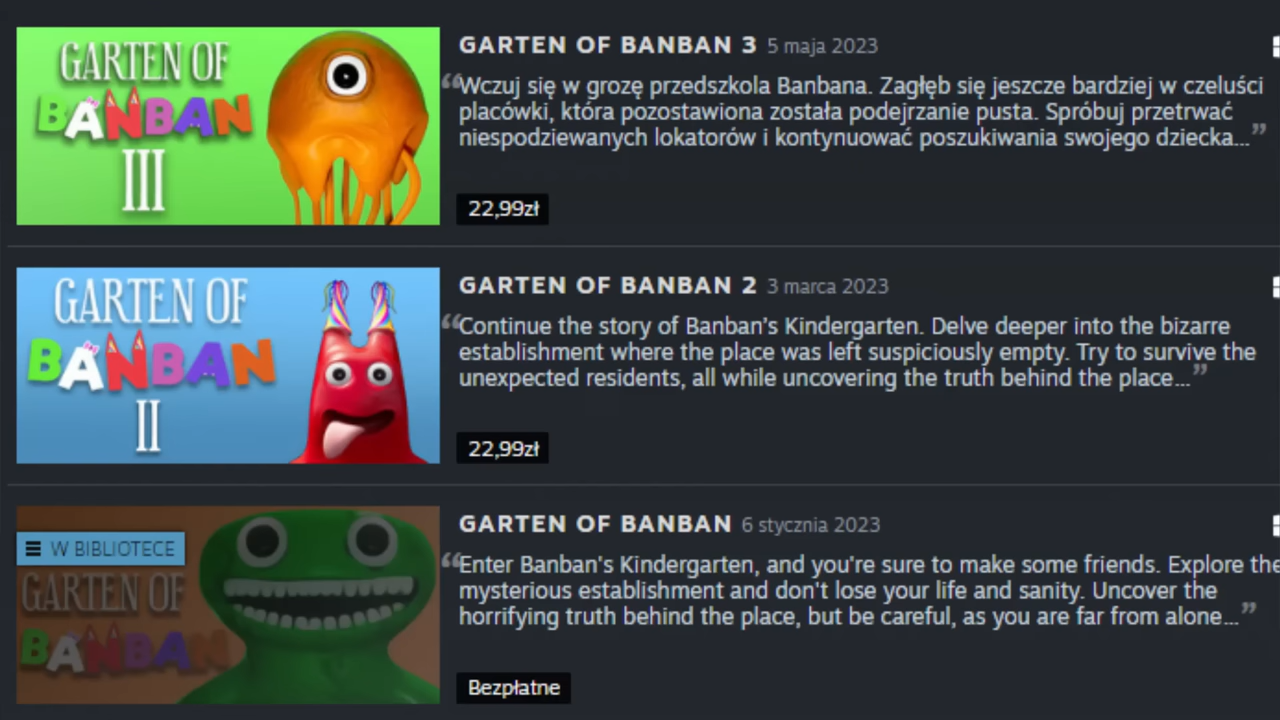 GARTEN OF
BANBAN
III
GARTEN OF BANBAN 3 5 maja 2023
“Wczuj się w grozę przedszkola Banbana. Zagłęb się jeszcze bardziej w czeluści
placówki, która pozostawiona została podejrzanie pusta. Spróbuj przetrwać
niespodziewanych lokatorów i kontynuować poszukiwania swojego dziecka...”
22,99zł
GARTEN OF
BANBAN
II
GARTEN OF BANBAN 2 3 marca 2023
“Continue the story of Banban’s Kindergarten. Delve deeper into the bizarre
establishment where the place was left suspiciously empty. Try to survive the
unexpected residents, all while uncovering the truth behind the place...”
22,99zł
W BIBLIOTECE
GARTEN OF
BANBAN
GARTEN OF BANBAN 6 stycznia 2023
“Enter Banban's Kindergarten, and you're sure to make some friends. Explore the
mysterious establishment and don't lose your life and sanity. Uncover the
horrifying truth behind the place, but be careful, as you are far from alone...”
Bezpłatne